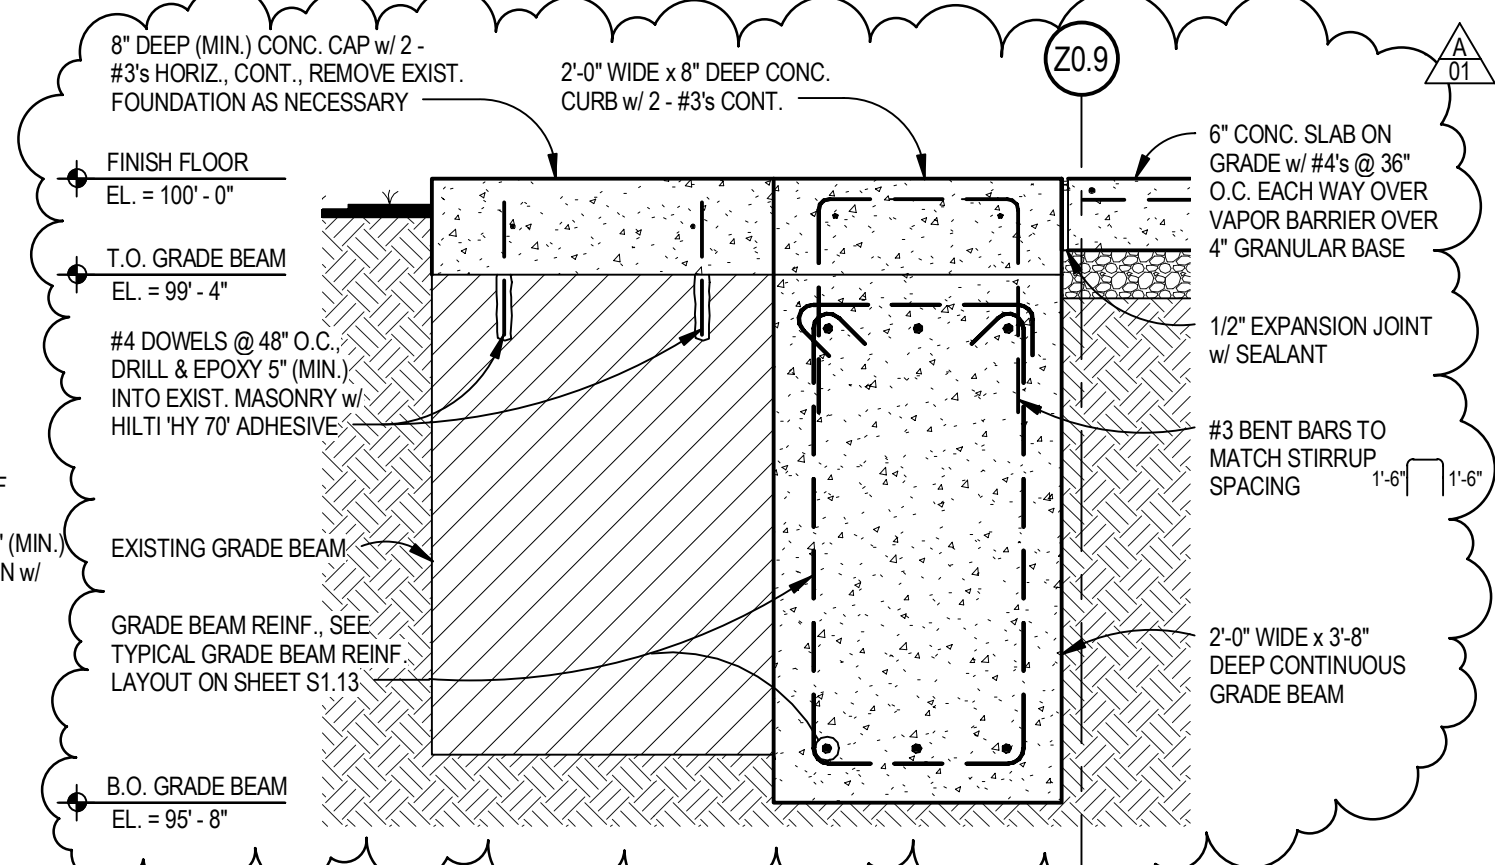 8" DEEP (MIN.) CONC. CAP w/ 2 -
#3's HORIZ., CONT., REMOVE EXIST.
FOUNDATION AS NECESSARY
2'-0" WIDE x 8" DEEP CONC.
CURB w/ 2 - #3's CONT.
Z0.9
A
01
FINISH FLOOR
EL. = 100' - 0"
T.O. GRADE BEAM
EL. = 99' - 4"
#4 DOWELS @ 48" O.C.,
DRILL & EPOXY 5" (MIN.)
INTO EXIST. MASONRY w/
HILTI 'HY 70' ADHESIVE
EXISTING GRADE BEAM
GRADE BEAM REINF., SEE
TYPICAL GRADE BEAM REINF.
LAYOUT ON SHEET S1.13
B.O. GRADE BEAM
EL. = 95' - 8"
6" CONC. SLAB ON
GRADE w/ #4's @ 36"
O.C. EACH WAY OVER
VAPOR BARRIER OVER
4" GRANULAR BASE
1/2" EXPANSION JOINT
w/ SEALANT
#3 BENT BARS TO
MATCH STIRRUP
SPACING
1'-6" 1'-6"
2'-0" WIDE x 3'-8"
DEEP CONTINUOUS
GRADE BEAM
" (MIN.)
N w/